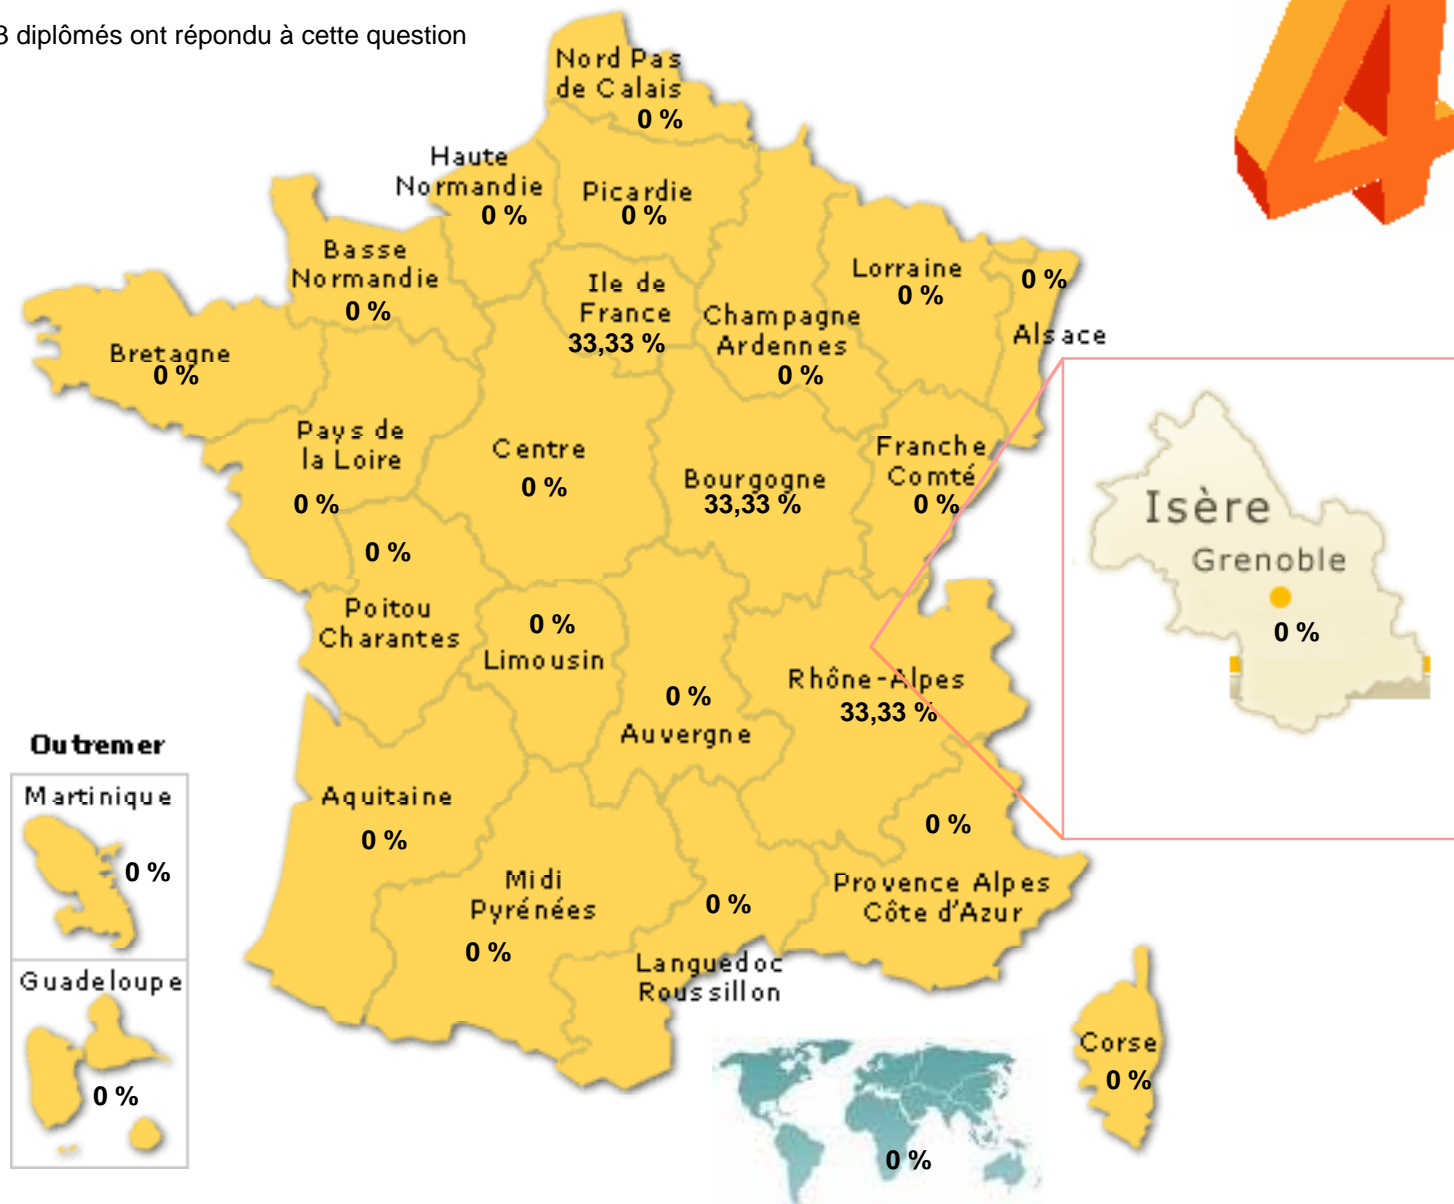 3 diplômés ont répondu à cette question
4
Nord Pas
de Calais
0 %
Haute
Normandie
0 %
Picardie
0 %
Basse
Normandie
0 %
Ile de
France
33,33 %
Champagne
Ardennes
0 %
Lorraine
0 %
0 %
Alsace
Bretagne
0 %
Pays de
la Loire
0 %
Centre
0 %
Bourgogne
33,33 %
Franche
Comté
0 %
Isère
Grenoble
0 %
0 %
Poitou
Charantes
0 %
Limousin
0 %
Auvergne
Rhône-Alpes
33,33 %
Outremer
Martinique
0 %
Guadeloupe
0 %
Aquitaine
0 %
Midi
Pyrénées
0 %
0 %
Languedoc
Roussillon
0 %
Provence Alpes
Côte d'Azur
Corse
0 %
0 %